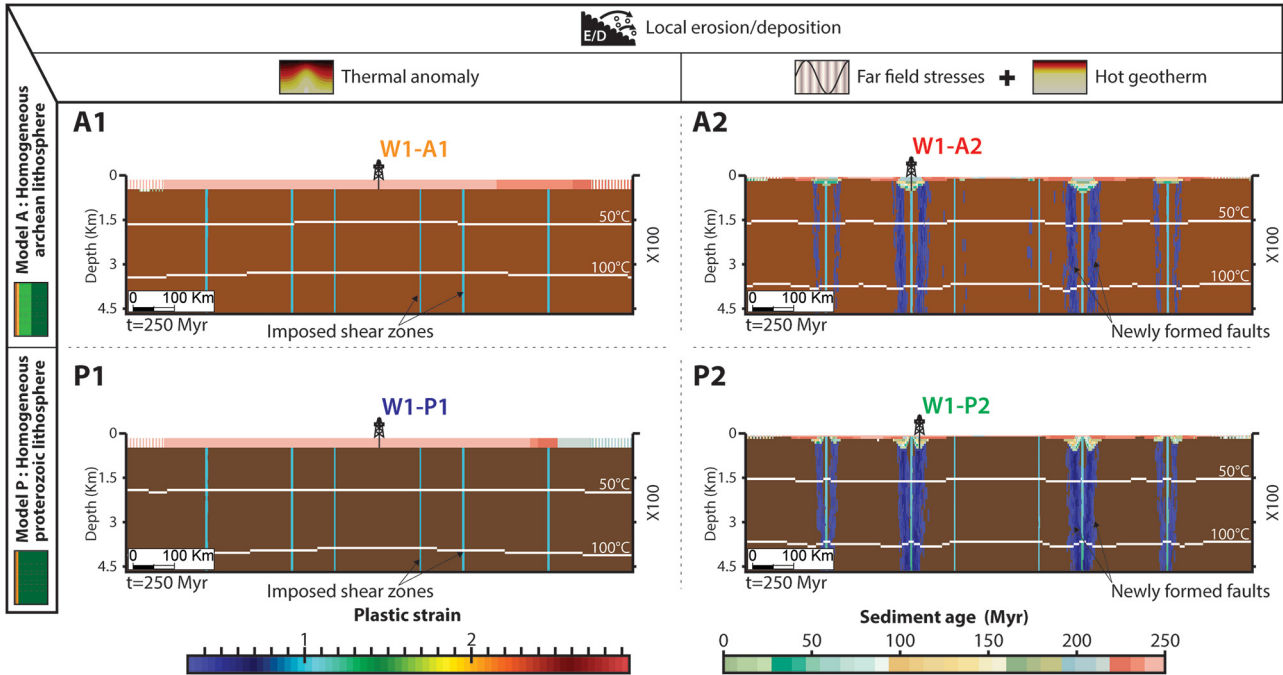 E/D
Local erosion/deposition
Thermal anomaly
Far field stresses + Hot geotherm
Model A : Homogeneous
archean lithosphere
A1
W1-A1
0
1.5
3
4.5
Depth (Km)
50°C
100°C
X100
0 100 Km
t=250 Myr
Imposed shear zones
A2
W1-A2
0
1.5
3
4.5
Depth (Km)
50°C
100°C
X100
0 100 Km
t=250 Myr
Newly formed faults
Model P : Homogeneous
proterozoic lithosphere
P1
W1-P1
0
1.5
3
4.5
Depth (Km)
50°C
100°C
X100
0 100 Km
t=250 Myr
Imposed shear zones
P2
W1-P2
0
1.5
3
4.5
Depth (Km)
50°C
100°C
X100
0 100 Km
t=250 Myr
Newly formed faults
Plastic strain
1 2
Sediment age (Myr)
0 50 100 150 200 250